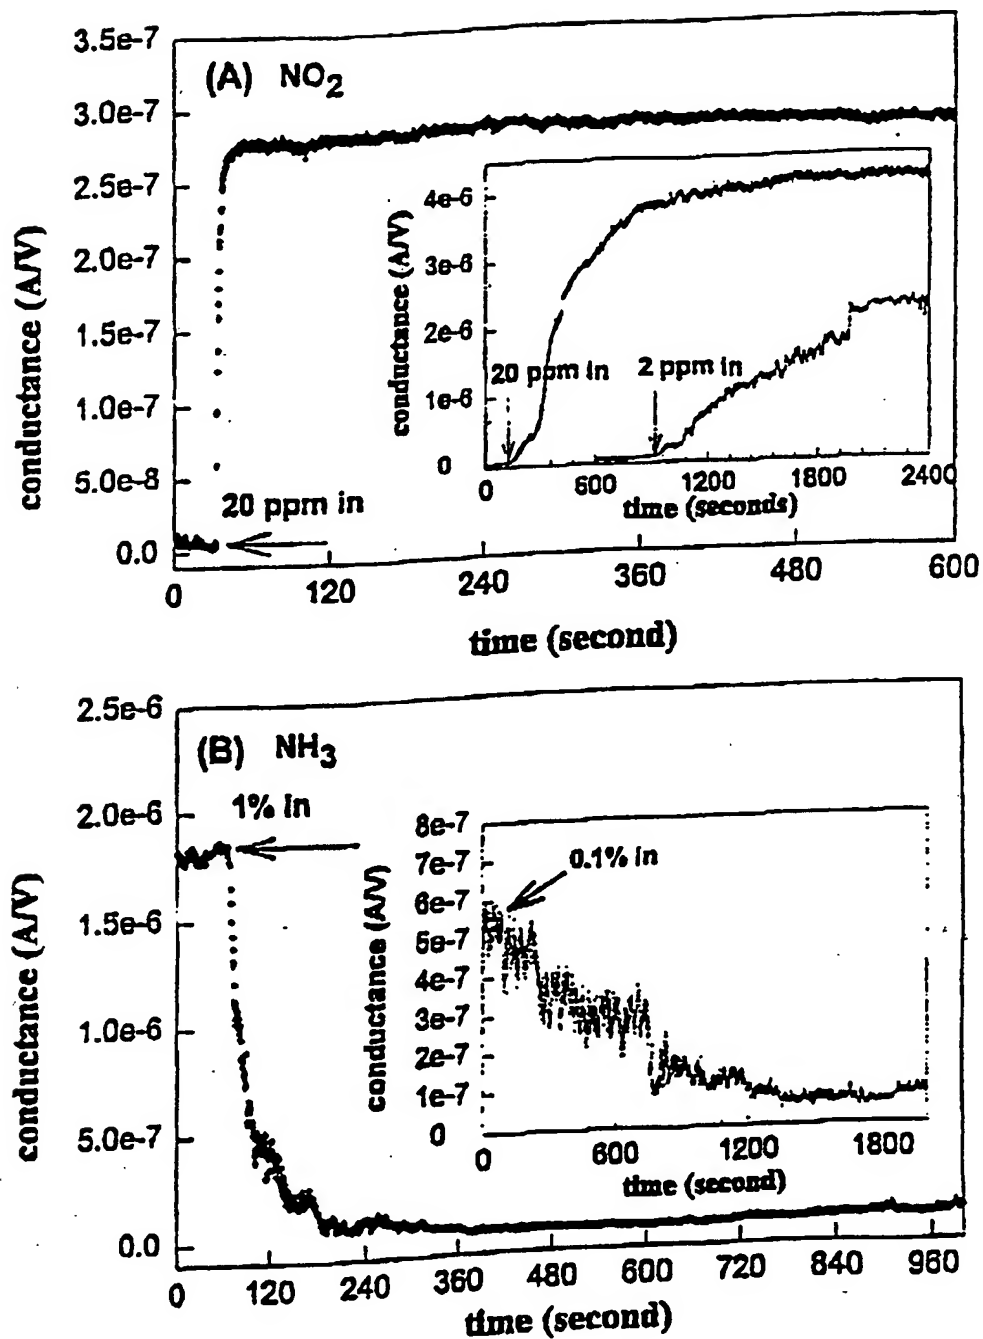 3.5e-7
(A) NO2
3.0e-7
2.5e-7
2.0e-7
1.5e-7
1.0e-7
5.0e-8
0.0
conductance (A/V)
20 ppm in
0 120 240 360 480 600
time (second)
4e-6
3e-6
2e-6
1e-6
0
conductance (A/V)
20 ppm in 2 ppm in
0 600 1200 1800 2400
time (seconds)
2.5e-6
(B) NH3
2.0e-6
1.5e-6
1.0e-6
5.0e-7
0.0
conductance (A/V)
1% in
0 120 240 360 480 600 720 840 960
time (second)
8e-7
7e-7
6e-7
5e-7
4e-7
3e-7
2e-7
1e-7
0
conductance (A/V)
0.1% in
0 600 1200 1800
time (second)